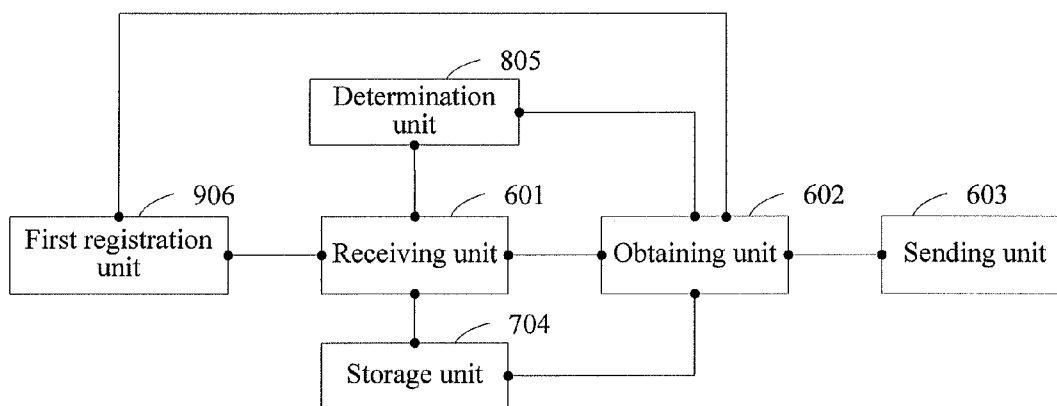 805
Determination
unit
906
601
602
603
First registration
unit
Receiving unit
Obtaining unit
Sending unit
704
Storage unit